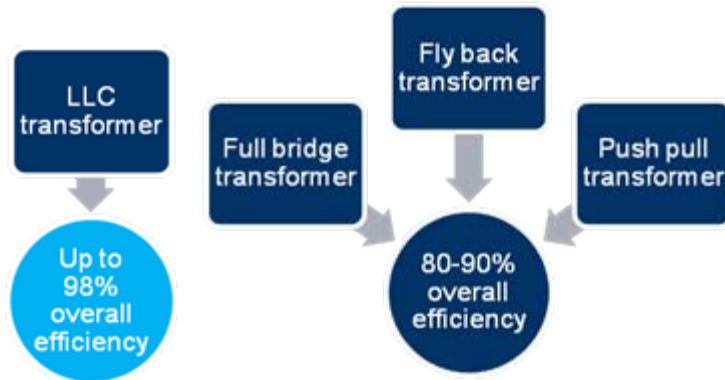 LLC
transformer
Up to
98%
overall
efficiency
Full bridge
transformer
Fly back
transformer
Push pull
transformer
80-90%
overall
efficiency